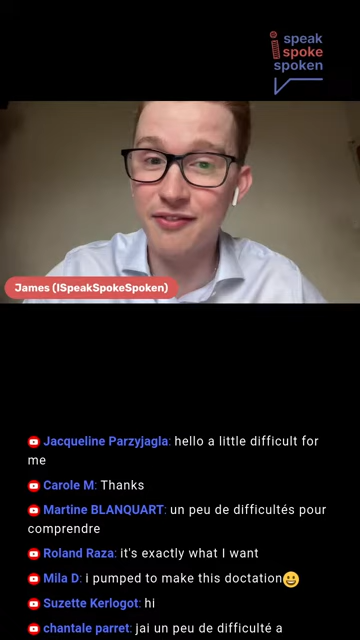 i speak
spoke
spoken
James (ISpeakSpokeSpoken)
Jacqueline Parzyjagla: hello a little difficult for
me
Carole M: Thanks
Martine BLANQUART: un peu de difficultés pour
comprendre
Roland Raza: it's exactly what I want
Mila D: i pumped to make this doctation😀
Suzette Kerlogot: hi
chantale parret: jai un peu de difficulté a